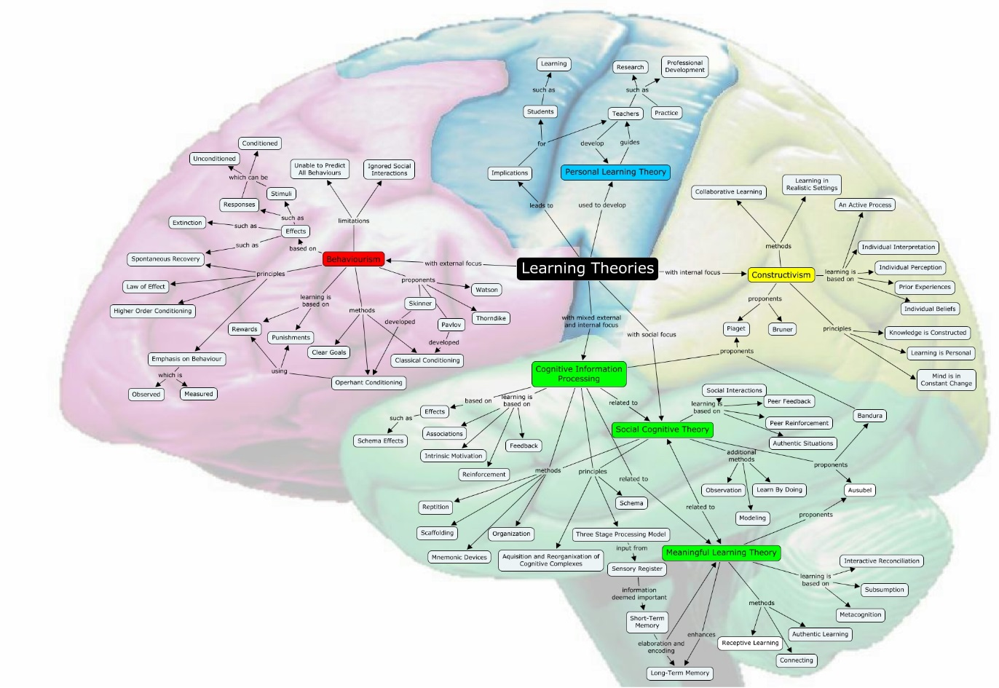 Learning
Research
Professional
Development
such as
such as
Students
Teachers
Practice
for
develop
guides
Implications
Personal Learning Theory
leads to
used to develop
Conditioned
Unconditioned
which can be
Responses
Stimuli
such as
Extinction
such as
Effects
such as
based on
Spontaneous Recovery
Unable to Predict
All Behaviours
Ignored Social
Interactions
limitations
Behaviourism
with external focus
Learning Theories
with internal focus
Constructivism
principles
Law of Effect
Higher Order Conditioning
learning is
based on
methods
proponents
Watson
Skinner
Thorndike
Pavlov
developed
developed
Rewards
Punishments
Clear Goals
Classical Conditioning
using
Operhant Conditioning
Emphasis on Behaviour
which is
Observed
Measured
Collaborative Learning
Learning in
Realistic Settings
An Active Process
methods
Individual Interpretation
learning is
based on
Individual Perception
Prior Experiences
Individual Beliefs
proponents
Piaget
Bruner
principles
Knowledge is Constructed
Learning is Personal
Mind is in
Constant Change
with mixed external
and internal focus
with social focus
proponents
Cognitive Information
Processing
related to
Social Cognitive Theory
Social Interactions
learning is
based on
Peer Feedback
Peer Reinforcement
Authentic Situations
Bandura
based on
learning is
based on
Effects
such as
Schema Effects
Associations
Intrinsic Motivation
Feedback
Reinforcement
methods
principles
related to
additional
methods
proponents
Observation
Learn By Doing
Modeling
Ausubel
Reptition
Scaffolding
Mnemonic Devices
Organization
Aquisition and Reorganixation of
Cognitive Complexes
Schema
Three Stage Processing Model
input from
Sensory Register
information
deemed important
Short-Term
Memory
elaboration and
encoding
Long-Term Memory
related to
proponents
Meaningful Learning Theory
enhances
learning is
based on
Interactive Reconciliation
Subsumption
Metacognition
methods
Authentic Learning
Receptive Learning
Connecting